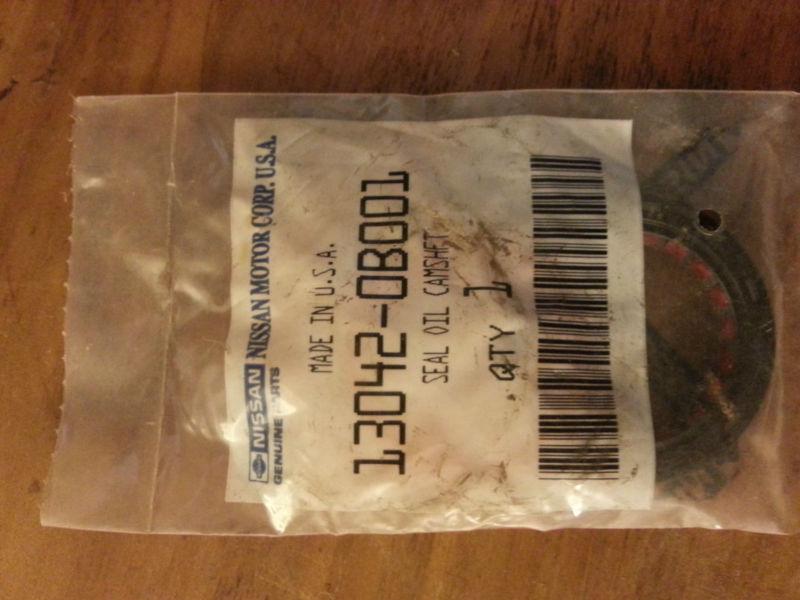 NISSAN NISSAN MOTOR CORP. U.S.A.
GENUINE PARTS
MADE IN U.S.A.
13042-0B001
SEAL OIL CAMSHFT
QTY 1